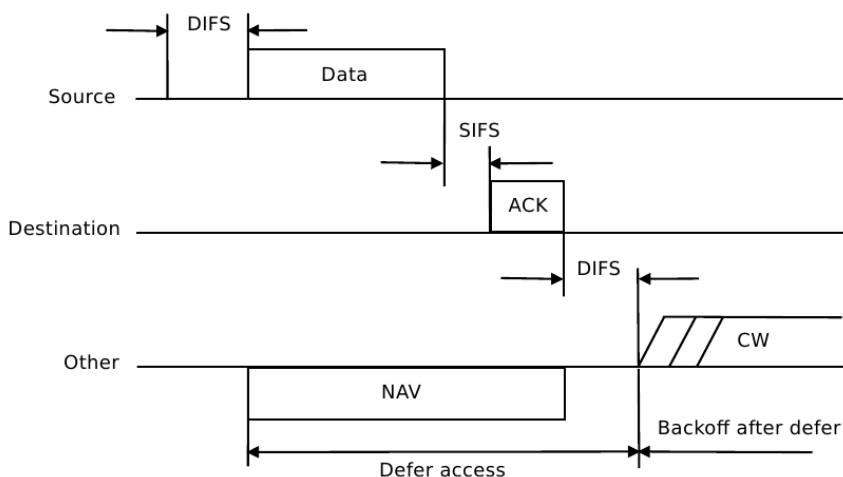 DIFS
Data
Source
SIFS
ACK
Destination
DIFS
CW
Other
NAV
Backoff after defer
Defer access